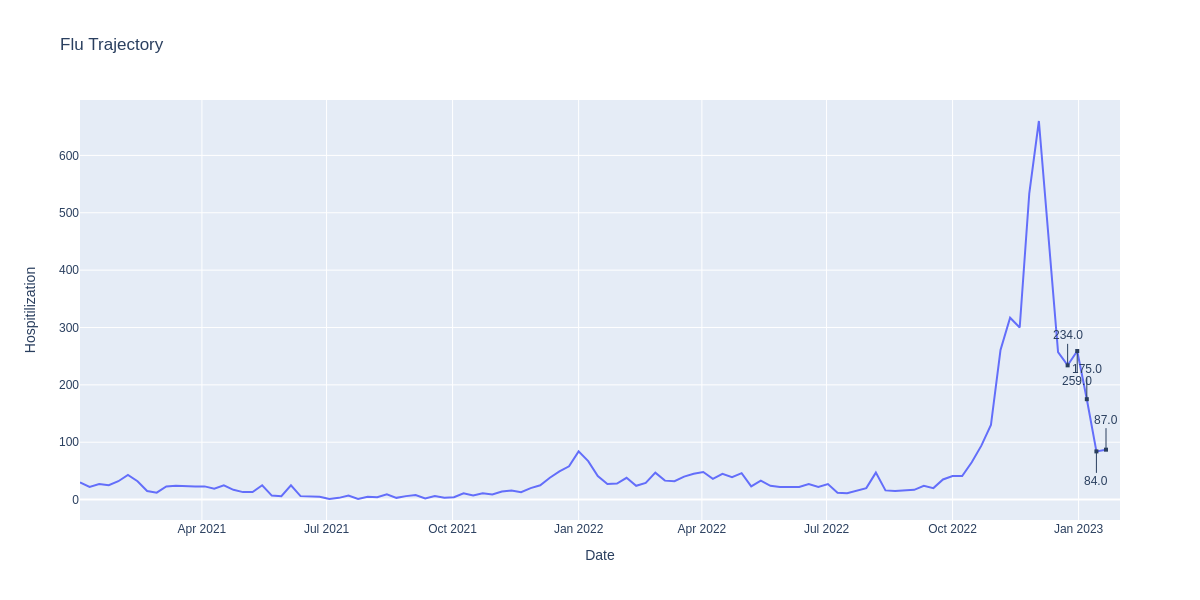 Flu Trajectory
Hospitilization
600
500
400
300
200
100
0
234.0
175.0
259.0
87.0
84.0
Apr 2021
Jul 2021
Oct 2021
Jan 2022
Apr 2022
Jul 2022
Oct 2022
Jan 2023
Date